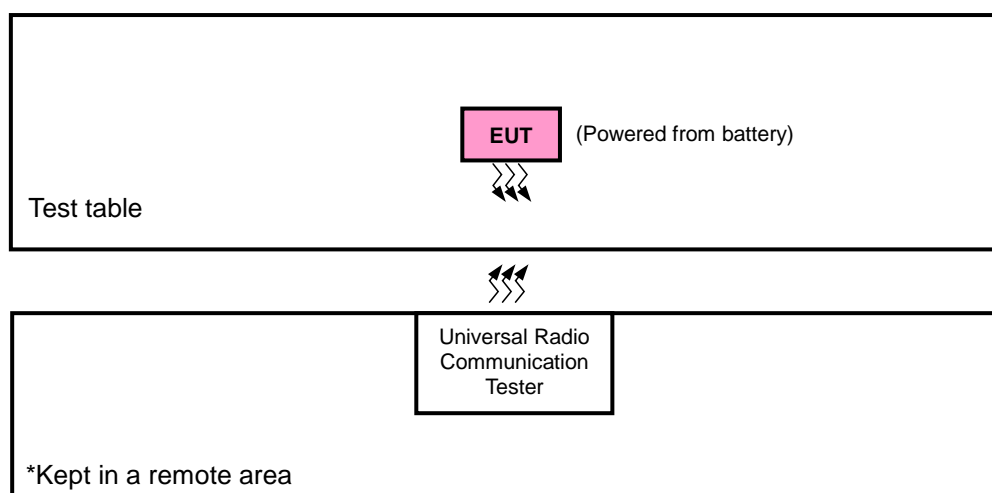 EUT
(Powered from battery)
Test table
Universal Radio
Communication
Tester
*Kept in a remote area